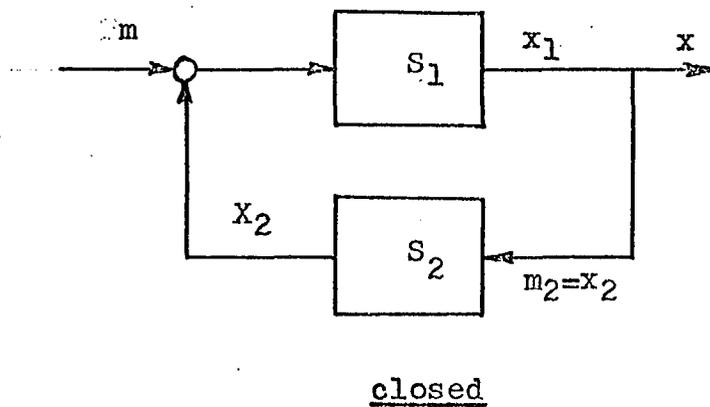 m
S₁
x₁
x
X₂
S₂
m₂=x₂
closed